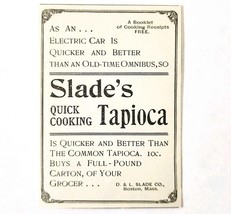 A Booklet
of Cooking Receipts
FREE.
As an . . .
Electric Car Is
Quicker and Better
than an Old-time Omnibus, so
Slade's
QUICK
COOKING Tapioca
Is Quicker and Better Than
The Common Tapioca. 10c.
Buys a Full-Pound
Carton, of Your
Grocer . . .
D. & L. SLADE CO.,
Boston, Mass.